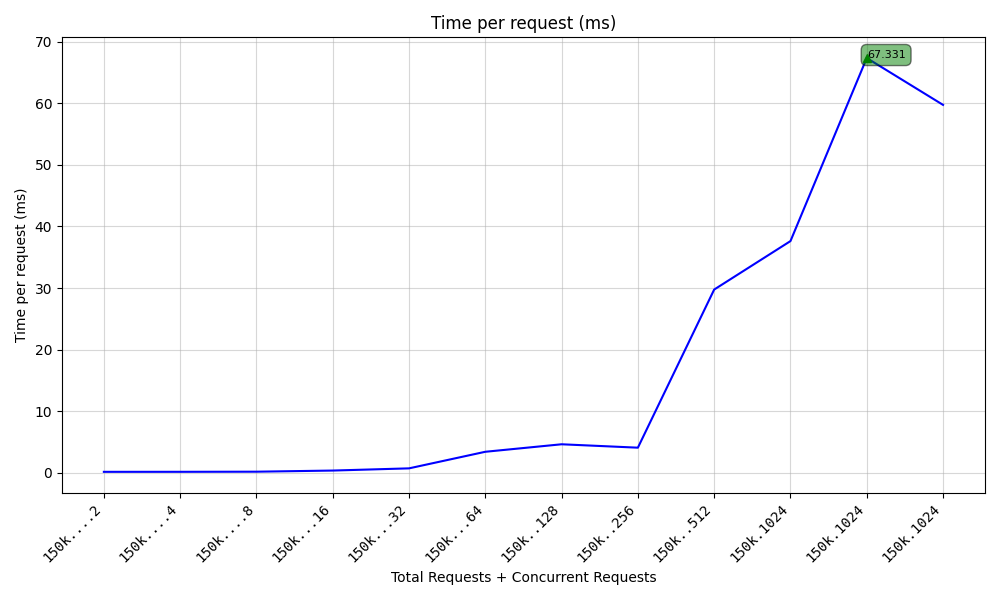 Time per request (ms)
Time per request (ms)
70
60
50
40
30
20
10
0
67.331
150k....2
150k....4
150k....8
150k...16
150k...32
150k...64
150k..128
150k..256
150k..512
150k.1024
150k.1024
150k.1024
Total Requests + Concurrent Requests